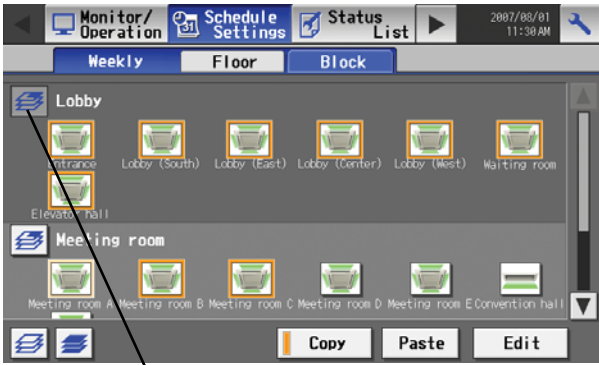 Monitor/
Operation
31
Schedule
Settings
Status
List
2007/08/01
11:30 AM
Weekly
Floor
Block
Lobby
Entrance
Lobby (South)
Lobby (East)
Lobby (Center)
Lobby (West)
Waiting room
Elevator hall
Meeting room
Meeting room A
Meeting room B
Meeting room C
Meeting room D
Meeting room E
Convention hall
Copy
Paste
Edit